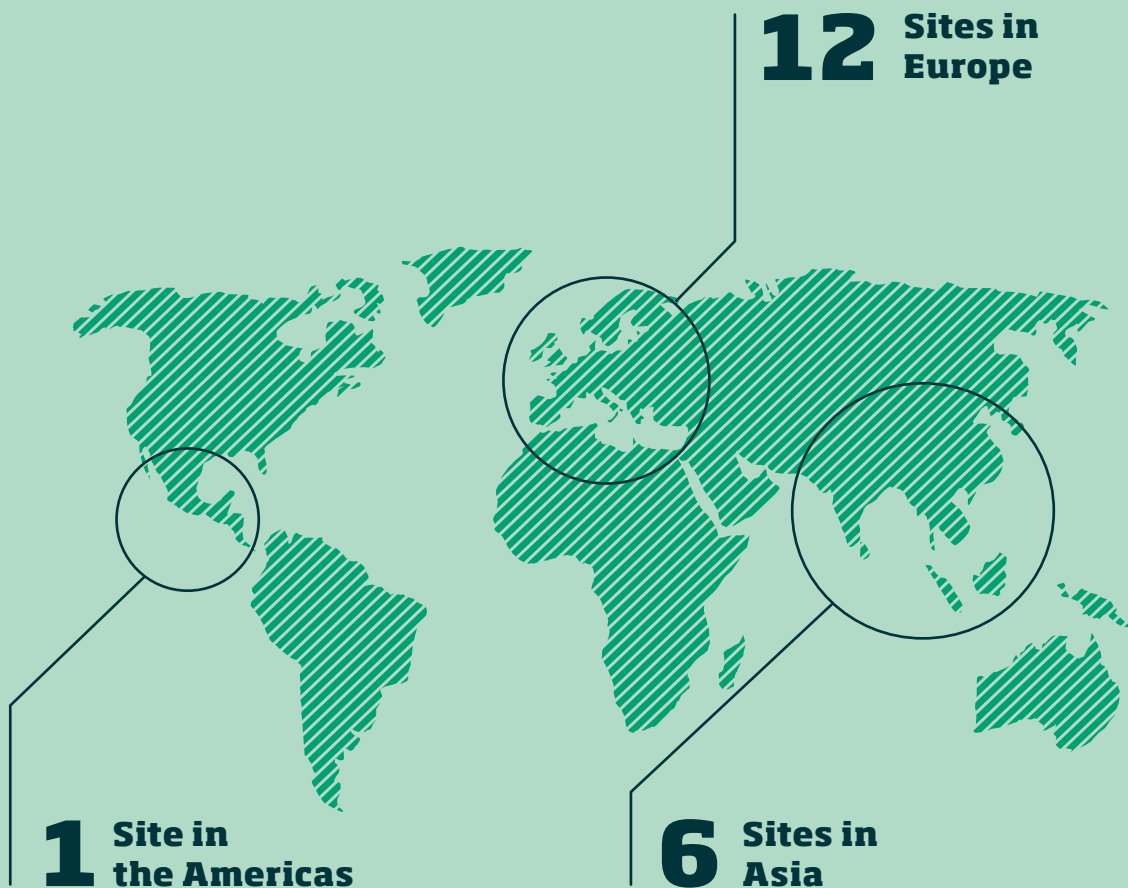 12 Sites in
Europe
1 Site in
the Americas
6 Sites in
Asia